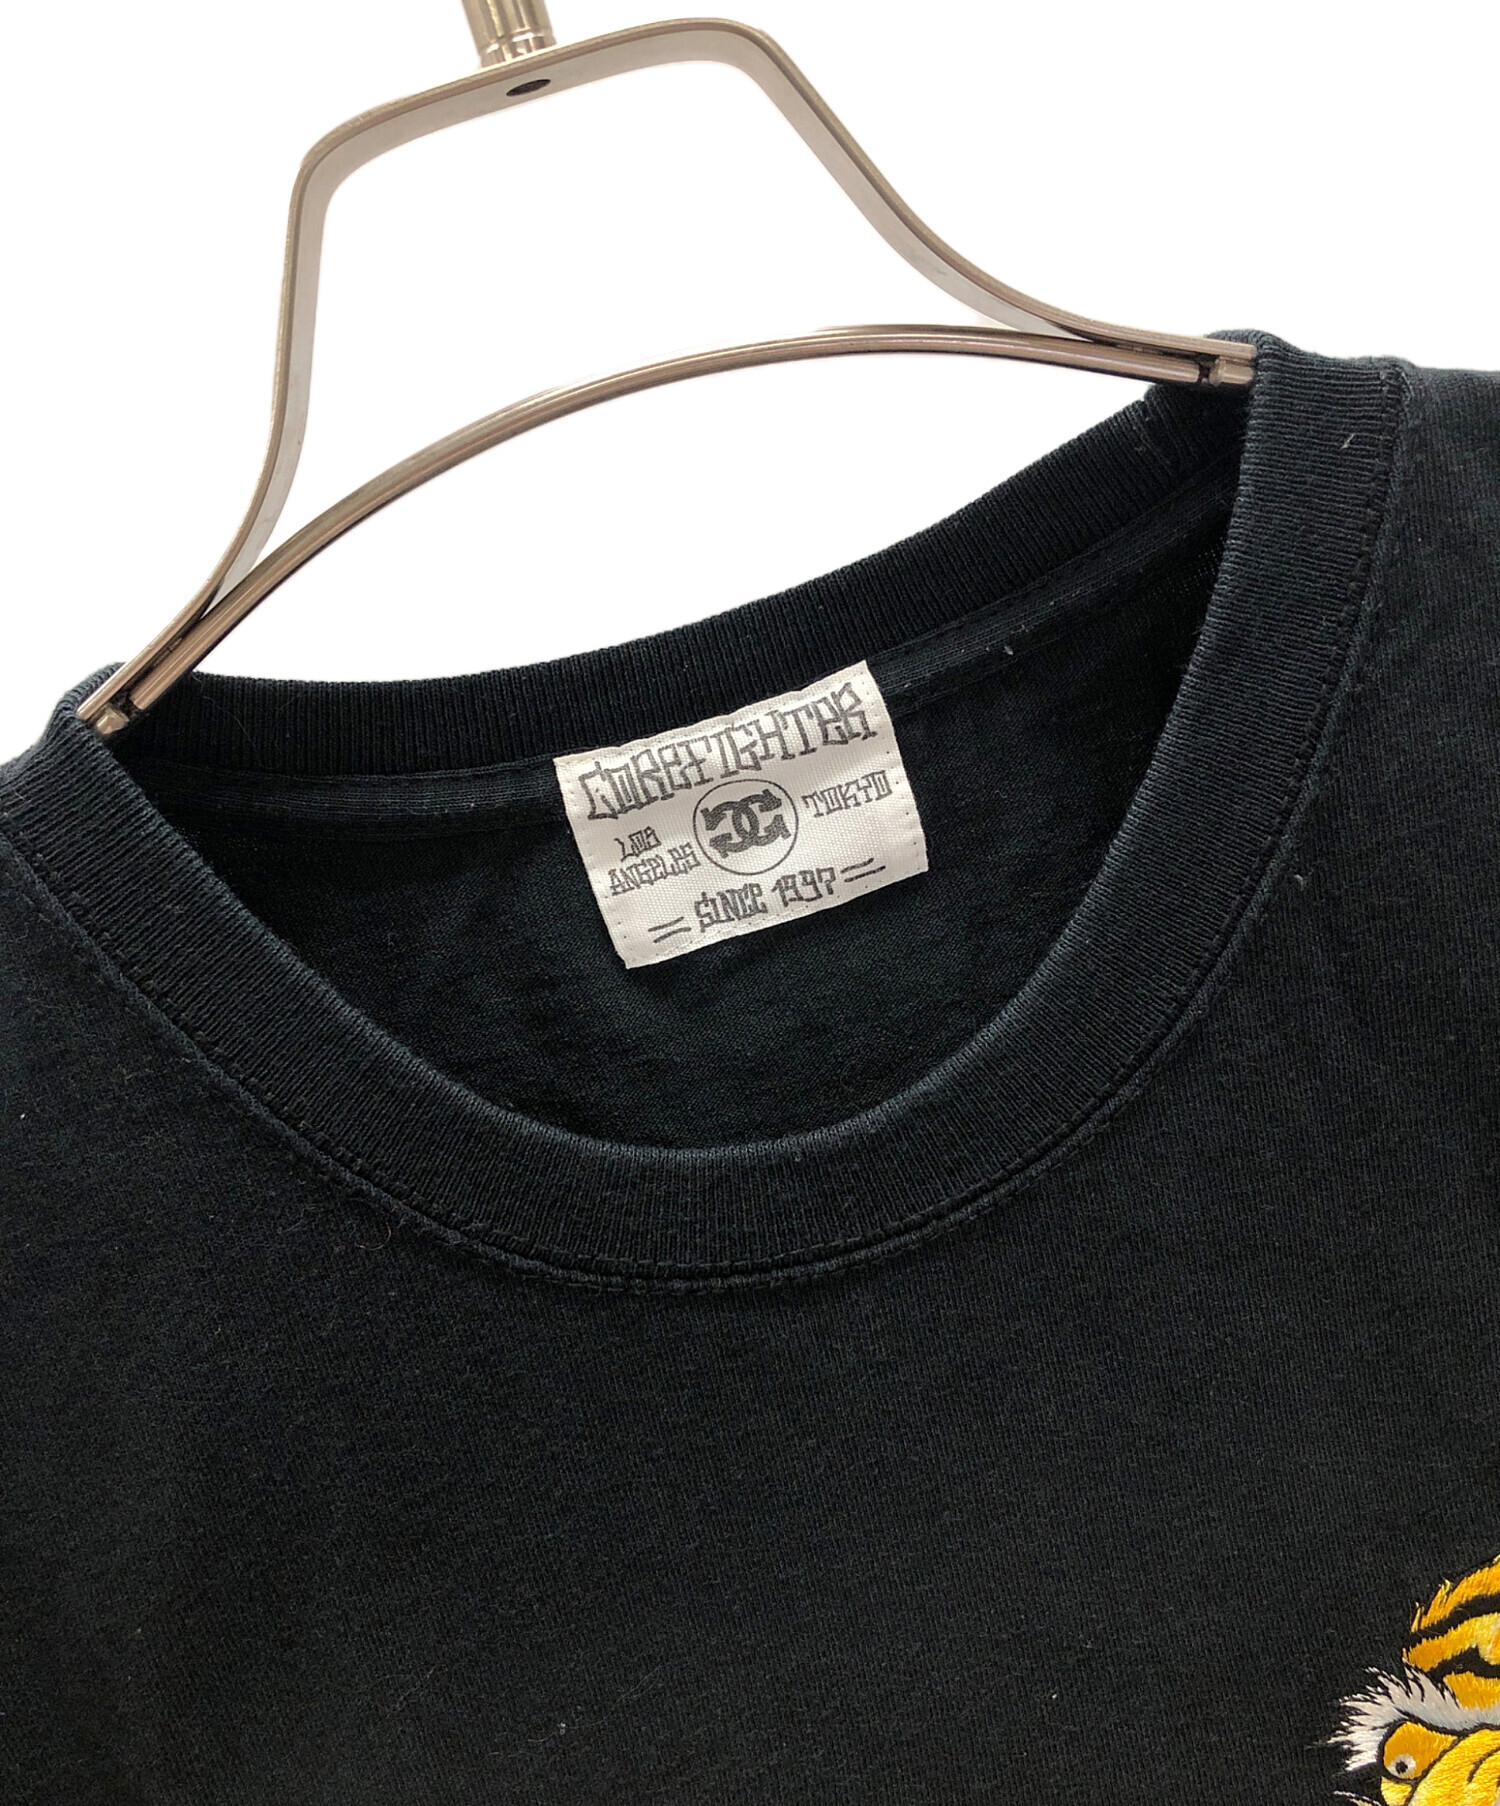 COREFIGHTER
LOS ANGELES TOKYO
= SINCE 1997 =